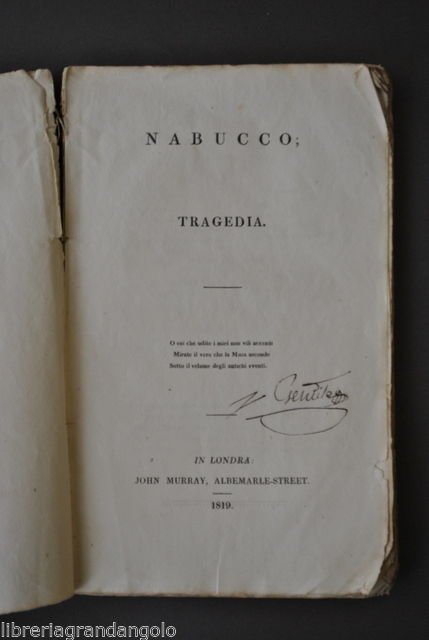 NABUCCO;
TRAGEDIA.
O voi che udite i miei non vili accenti
Mirate il vero che la Musa asconde
Sotto il velame degli antichi eventi.
IN LONDRA:
JOHN MURRAY, ALBEMARLE-STREET.
1819.
libreriagrandangolo